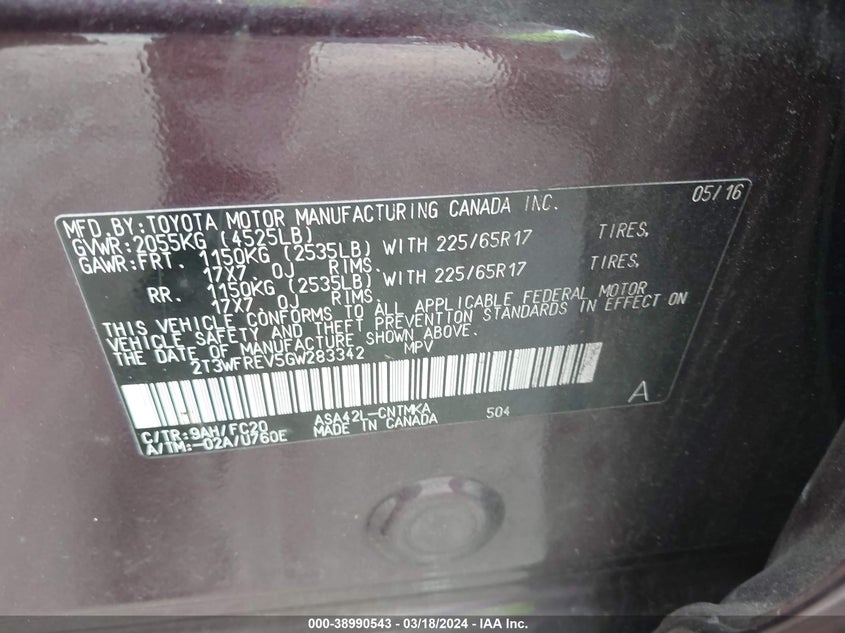 MFD. BY: TOYOTA MOTOR MANUFACTURING CANADA INC. 05/16
GVWR: 2055KG (4525LB)
GAWR: FRT. 1150KG (2535LB) WITH 225/65R17 TIRES,
17X7. 0J RIMS.
RR. 1150KG (2535LB) WITH 225/65R17 TIRES,
17X7. 0J RIMS.
THIS VEHICLE CONFORMS TO ALL APPLICABLE FEDERAL MOTOR
VEHICLE SAFETY AND THEFT PREVENTION STANDARDS IN EFFECT ON
THE DATE OF MANUFACTURE SHOWN ABOVE.
2T3WFREV5GW283342 MPV
A
C/TR: 9AH/FC20 ASA42L-CNTMKA 504
A/TM: -02A/U760E MADE IN CANADA
000-38990543 / 03/18/2024 - IAA Inc.